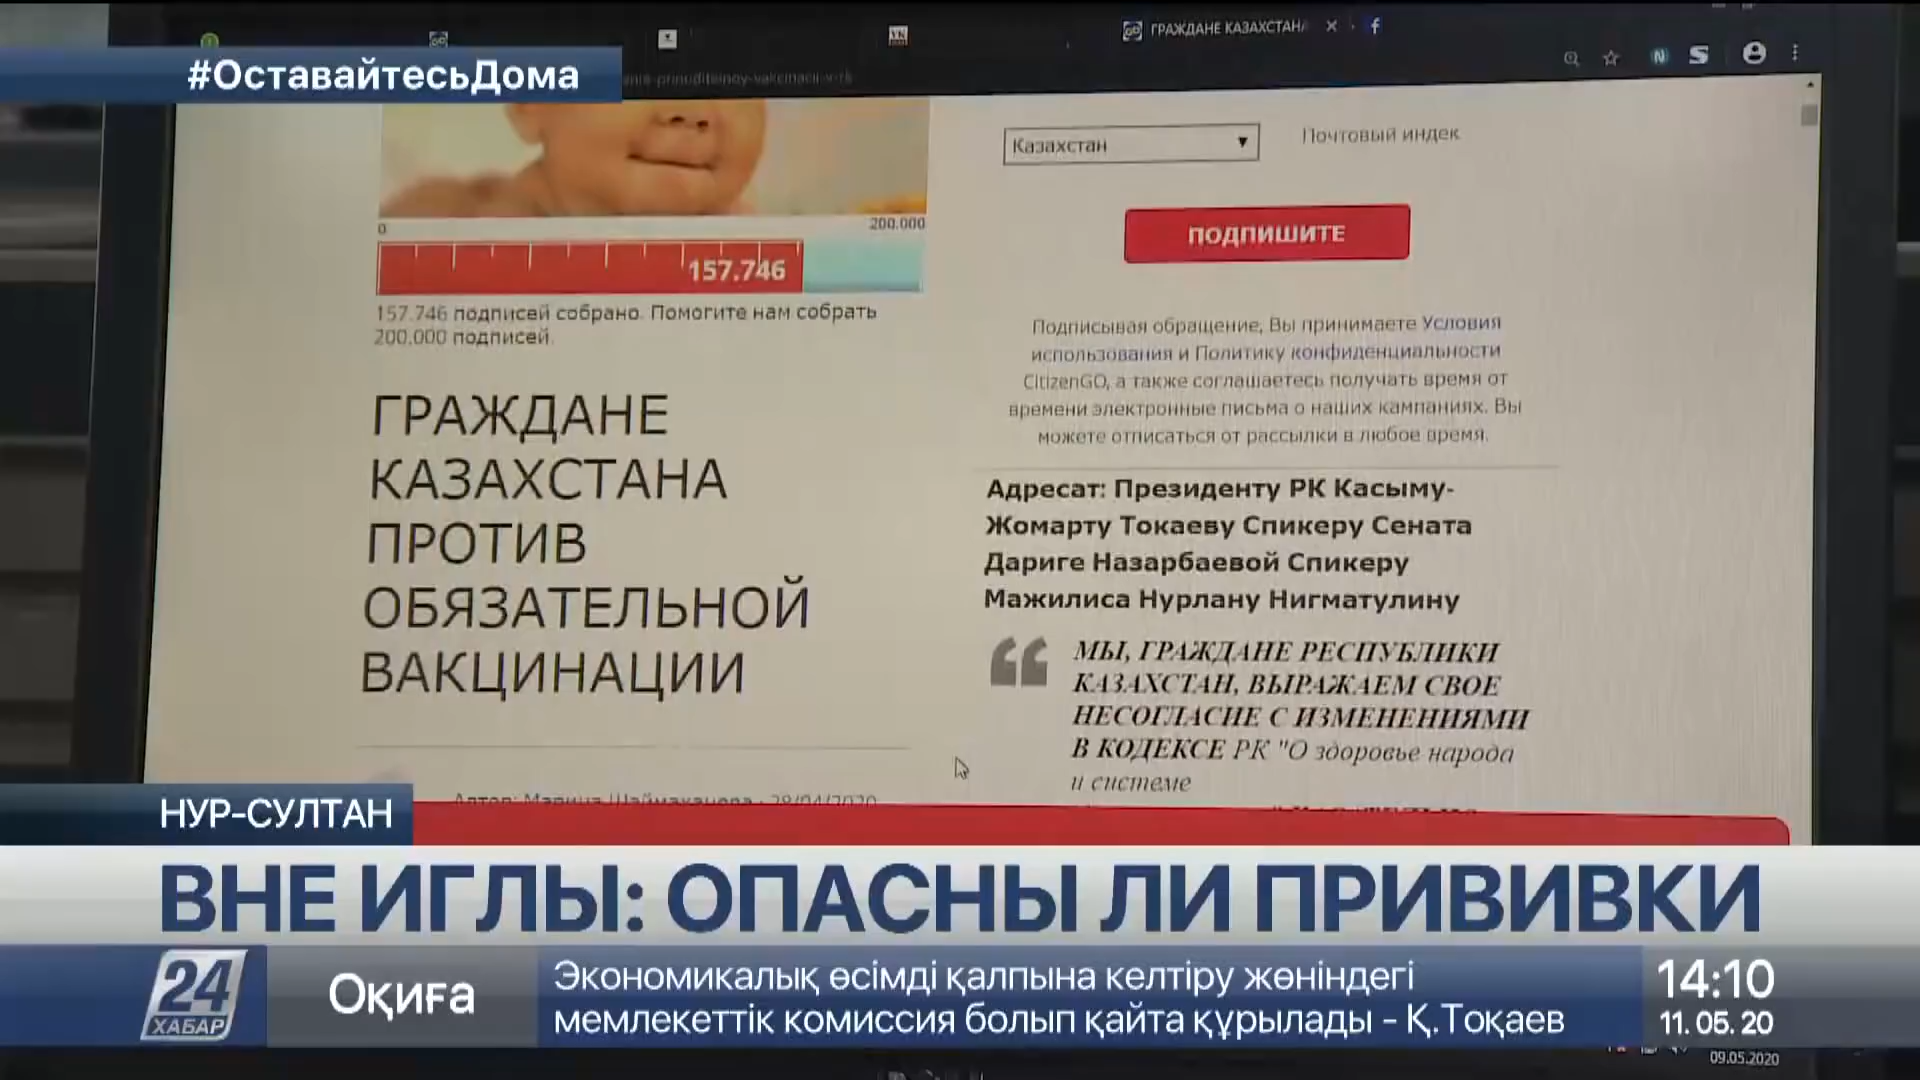 ГРАЖДАНЕ КАЗАХСТАНА
#ОставайтесьДома
Казахстан
Почтовый индек
0
200.000
157.746
ПОДПИШИТЕ
157.746 подписей собрано. Помогите нам собрать
200.000 подписей.
ГРАЖДАНЕ
КАЗАХСТАНА
ПРОТИВ
ОБЯЗАТЕЛЬНОЙ
ВАКЦИНАЦИИ
Подписывая обращение, Вы принимаете Условия
использования и Политику конфиденциальности
CitizenGO, а также соглашаетесь получать время от
времени электронные письма о наших кампаниях. Вы
можете отписаться от рассылки в любое время.
Адресат: Президенту РК Касыму-
Жомарту Токаеву Спикеру Сената
Дариге Назарбаевой Спикеру
Мажилиса Нурлану Нигматулину
МЫ, ГРАЖДАНЕ РЕСПУБЛИКИ
КАЗАХСТАН, ВЫРАЖАЕМ СВОЕ
НЕСОГЛАСИЕ С ИЗМЕНЕНИЯМИ
В КОДЕКСЕ РК "О здоровье народа
и системе
НУР-СУЛТАН
ВНЕ ИГЛЫ: ОПАСНЫ ЛИ ПРИВИВКИ
24
ХАБАР
Оқиға
Экономикалық өсімді қалпына келтіру жөніндегі
мемлекеттік комиссия болып қайта құрылады - Қ.Тоқаев
14:10
11. 05. 20
09.05.2020